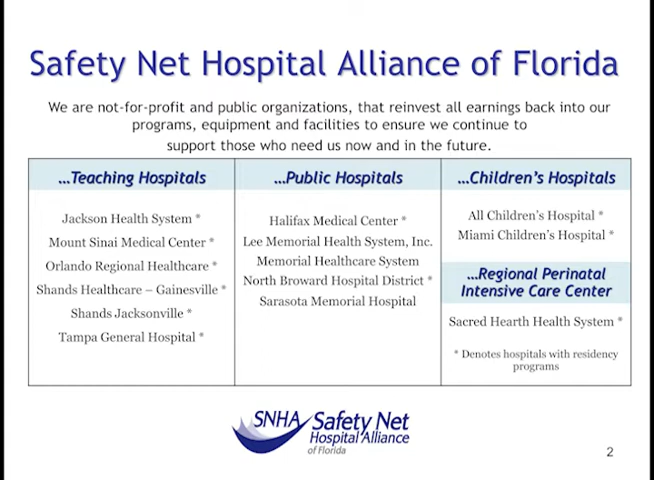 Safety Net Hospital Alliance of Florida
We are not-for-profit and public organizations, that reinvest all earnings back into our
programs, equipment and facilities to ensure we continue to
support those who need us now and in the future.
…Teaching Hospitals
Jackson Health System *
Mount Sinai Medical Center *
Orlando Regional Healthcare *
Shands Healthcare – Gainesville *
Shands Jacksonville *
Tampa General Hospital *
…Public Hospitals
Halifax Medical Center *
Lee Memorial Health System, Inc.
Memorial Healthcare System
North Broward Hospital District *
Sarasota Memorial Hospital
…Children's Hospitals
All Children's Hospital *
Miami Children's Hospital *
…Regional Perinatal
Intensive Care Center
Sacred Hearth Health System *
* Denotes hospitals with residency
programs
SNHA Safety Net
Hospital Alliance
of Florida
2